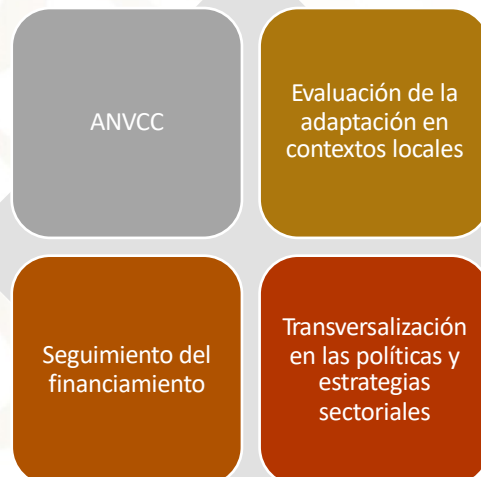 ANVCC
Evaluación de la
adaptación en
contextos locales
Seguimiento del
financiamiento
Transversalización
en las políticas y
estrategias
sectoriales